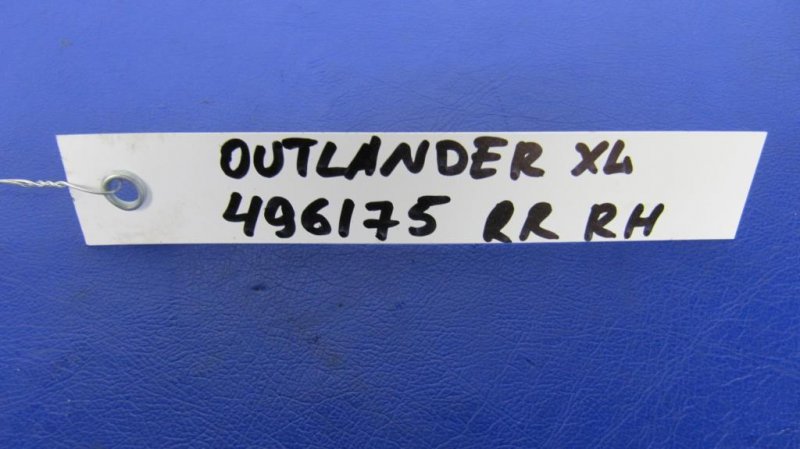 OUTLANDER XL
496175 RR RH